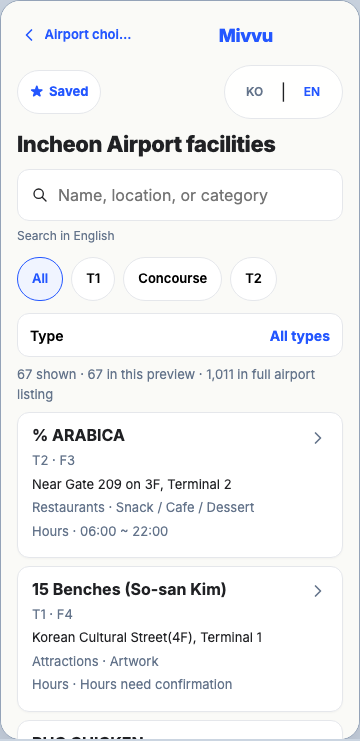 Airport choi...
Mivvu
Saved
KO | EN
Incheon Airport facilities
Name, location, or category
Search in English
All
T1
Concourse
T2
Type
All types
67 shown · 67 in this preview · 1,011 in full airport
listing
% ARABICA
T2 · F3
Near Gate 209 on 3F, Terminal 2
Restaurants · Snack / Cafe / Dessert
Hours · 06:00 ~ 22:00
15 Benches (So-san Kim)
T1 · F4
Korean Cultural Street(4F), Terminal 1
Attractions · Artwork
Hours · Hours need confirmation